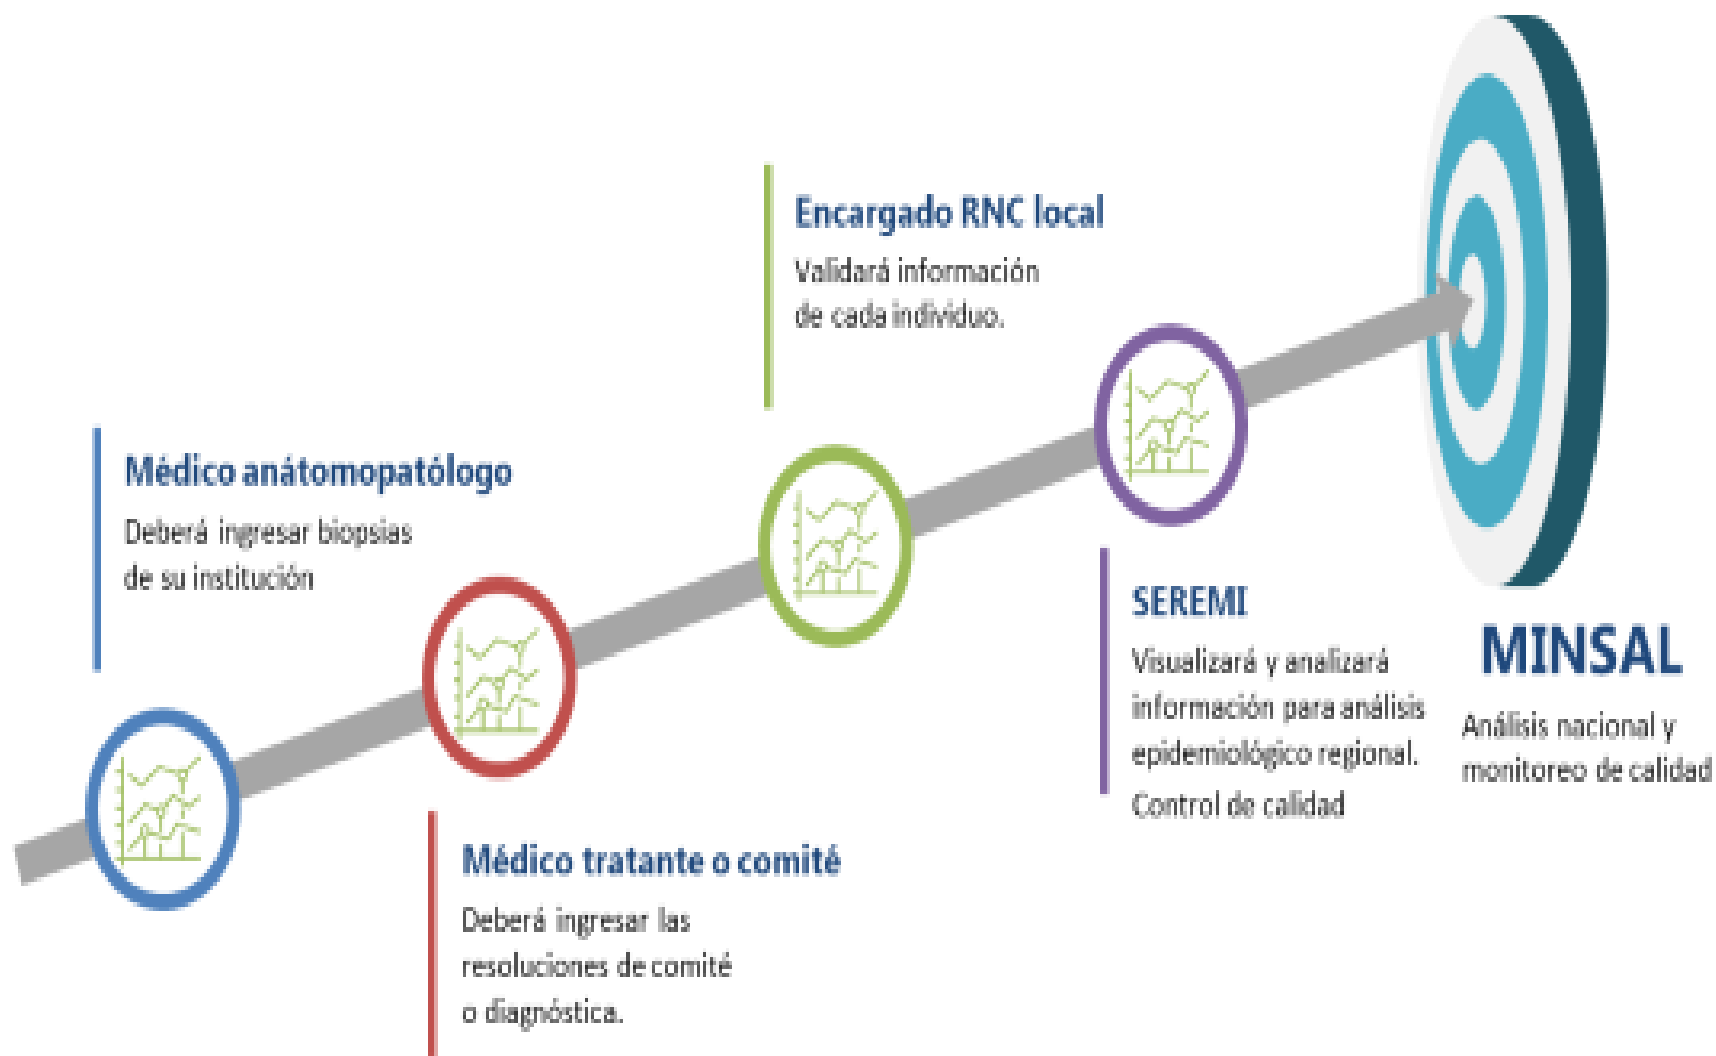 Médico anátomopatólogo
Deberá ingresar biopsias
de su institución
Médico tratante o comité
Deberá ingresar las
resoluciones de comité
o diagnóstica.
Encargado RNC local
Validará información
de cada individuo.
SEREMI
Visualizará y analizará
información para análisis
epidemiológico regional.
Control de calidad
MINSAL
Análisis nacional y
monitoreo de calidad